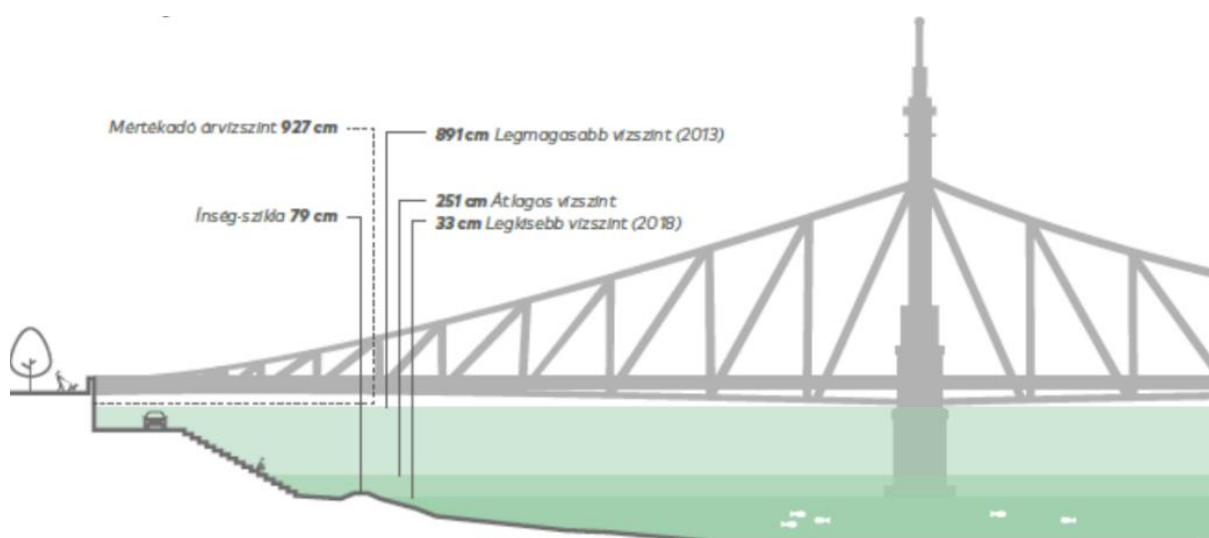 Mértékadó árvízszint 927 cm
891 cm Legmagasabb vízszint (2013)
Ínség-szikla 79 cm
251 cm Átlagos vízszint
33 cm Legkisebb vízszint (2018)